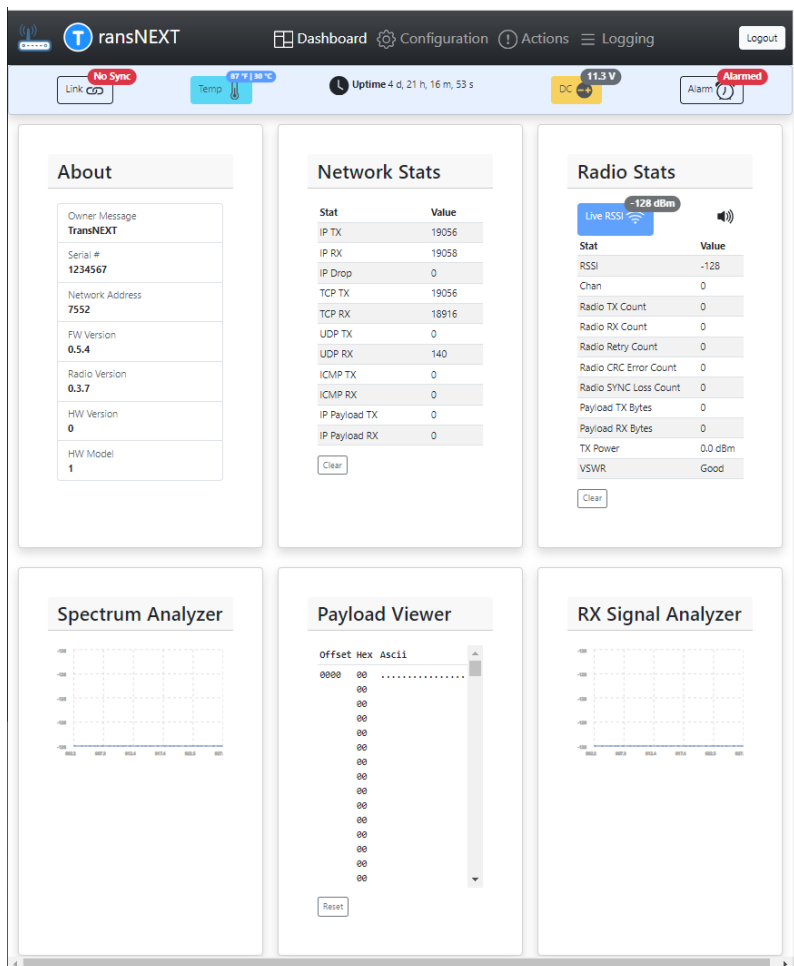 T ransNEXT
Dashboard Configuration Actions Logging
Logout
Link No Sync
Temp 87 °F | 30 °C
Uptime 4 d, 21 h, 16 m, 53 s
DC 11.3 V
Alarm Alarmed
About
Owner Message
TransNEXT
Serial #
1234567
Network Address
7552
FW Version
0.5.4
Radio Version
0.3.7
HW Version
0
HW Model
1
Network Stats
Stat Value
IP TX 19056
IP RX 19058
IP Drop 0
TCP TX 19056
TCP RX 18916
UDP TX 0
UDP RX 140
ICMP TX 0
ICMP RX 0
IP Payload TX 0
IP Payload RX 0
Clear
Radio Stats
Live RSSI -128 dBm
Stat Value
RSSI -128
Chan 0
Radio TX Count 0
Radio RX Count 0
Radio Retry Count 0
Radio CRC Error Count 0
Radio SYNC Loss Count 0
Payload TX Bytes 0
Payload RX Bytes 0
TX Power 0.0 dBm
VSWR Good
Clear
Spectrum Analyzer
Payload Viewer
Offset Hex Ascii
0000 00 ................
00
00
00
00
00
00
00
00
00
00
00
00
00
00
Reset
RX Signal Analyzer